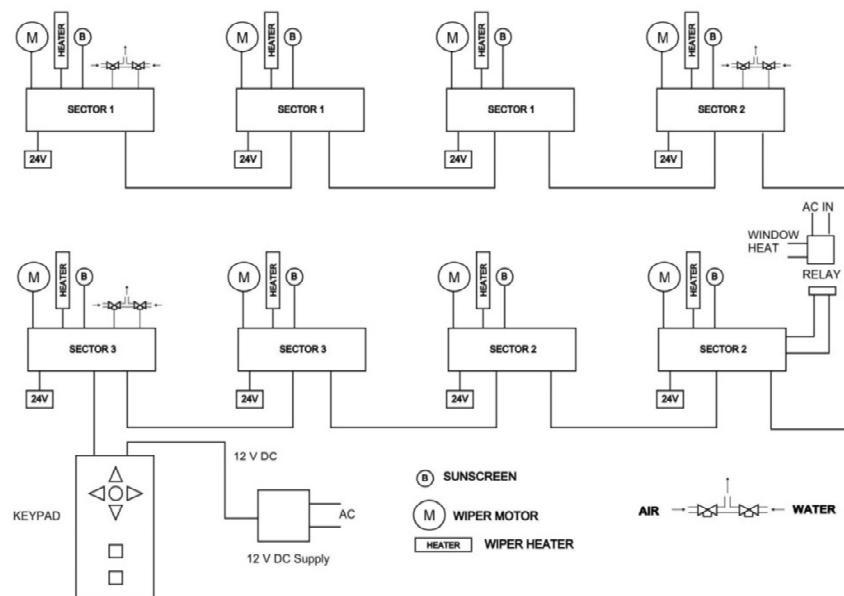 M HEATER B M HEATER B M HEATER B M HEATER B
SECTOR 1 SECTOR 1 SECTOR 1 SECTOR 2
24V 24V 24V 24V
AC IN
WINDOW
HEAT
RELAY
M HEATER B M HEATER B M HEATER B M HEATER B
SECTOR 3 SECTOR 3 SECTOR 2 SECTOR 2
24V 24V 24V 24V
12 V DC
KEYPAD
AC
12 V DC Supply
B SUNSCREEN
M WIPER MOTOR
HEATER WIPER HEATER
AIR WATER